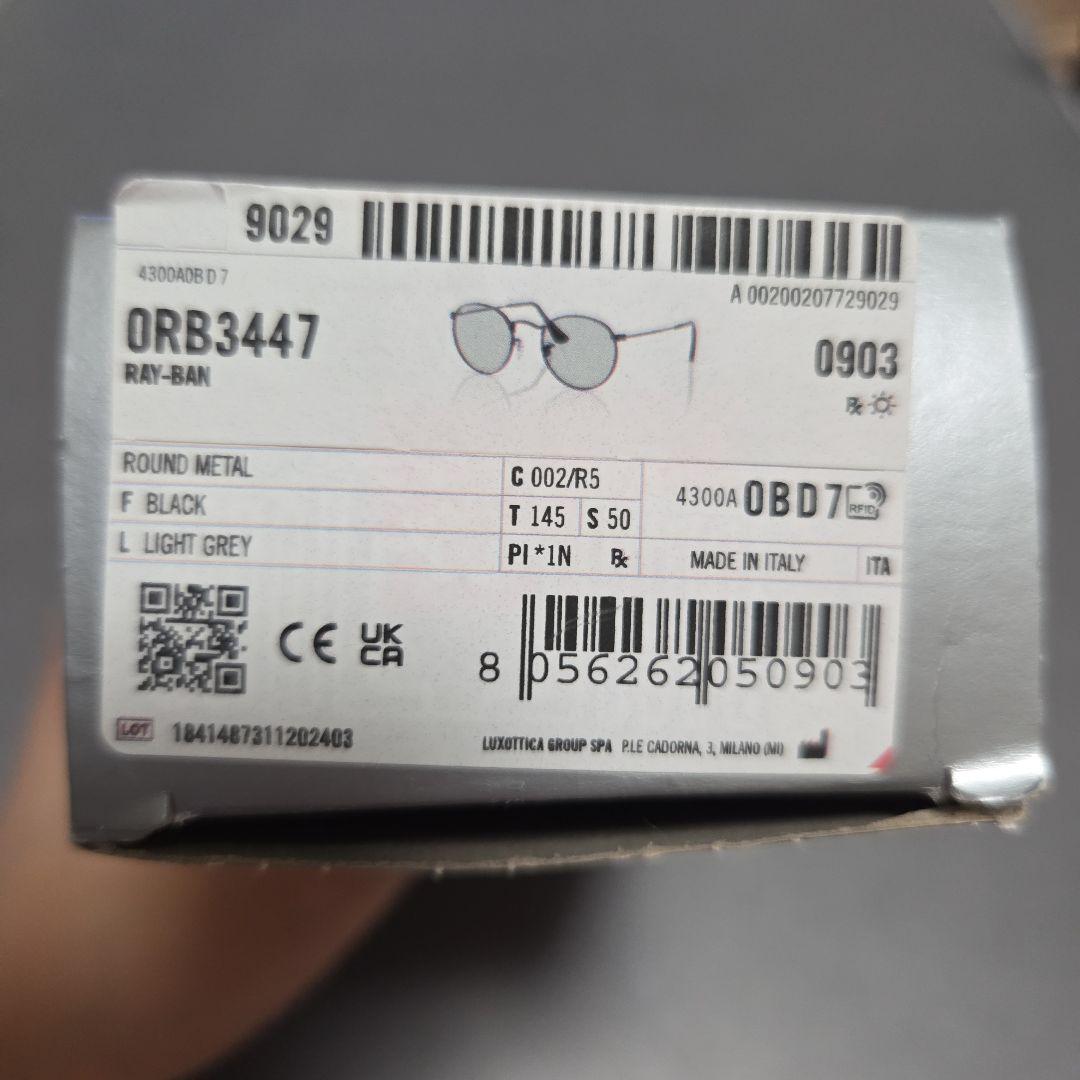 9029
A 00200207729029
4300A0BD7
0RB3447
RAY-BAN
0903
ROUND METAL
C 002/R5
F BLACK
T 145 S 50
4300A 0BD7 RFID
L LIGHT GREY
PI *1N
MADE IN ITALY ITA
CE UK CA
8 056262 050903
LOT 1841487311202403
LUXOTTICA GROUP SPA P.LE CADORNA, 3, MILANO (MI)